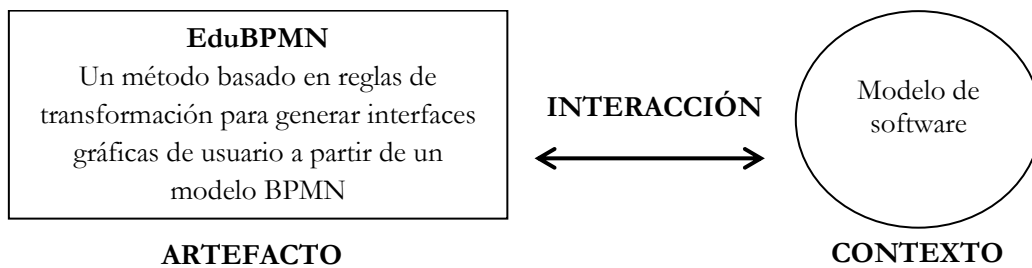 EduBPMN
Un método basado en reglas de
transformación para generar interfaces
gráficas de usuario a partir de un
modelo BPMN
ARTEFACTO
INTERACCIÓN
Modelo de
software
CONTEXTO